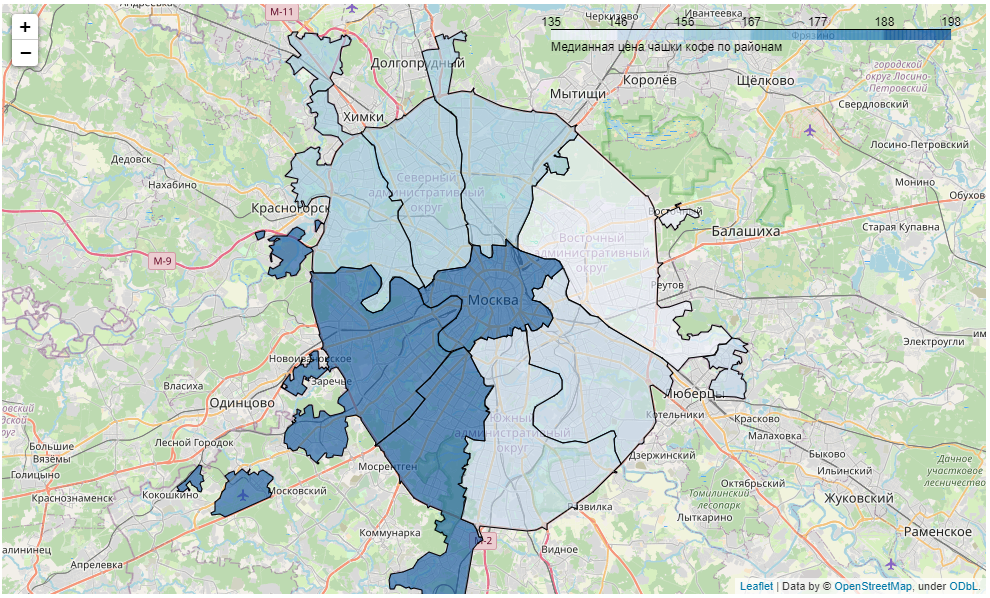 +
−
М-11
Черкизово
Ивантеевка
135 146 156 167 177 188 198
Фрязино
Медианная цена чашки кофе по районам
Долгопрудный
городской
округ Лосино-
Петровский
Королёв
Щёлково
Мытищи
Свердловский
Химки
Лосино-Петровский
Дедовск
Нахабино
Северный
административный
округ
Монино
Обухово
Красногорск
Восточный
Старая Купавна
Балашиха
Восточный
административный
округ
М-9
Реутов
Москва
Электроугли
Новоивановское
Заречье
Власиха
Одинцово
Люберцы
Котельники
Красково
Малаховка
Южный
административный
округ
Лесной Городок
Большие
Вяземы
Голицыно
Мосрентген
Дзержинский
Быково
Ильинский
"Дачное
участковое
лесничество
Краснознаменск
Кокошкино
Московский
Октябрьский
Томилинский
лесопарк
Жуковский
Развилка
Лыткарино
Коммунарка
Раменское
Видное
Апрелевка
Leaflet | Data by © OpenStreetMap, under ODbL.